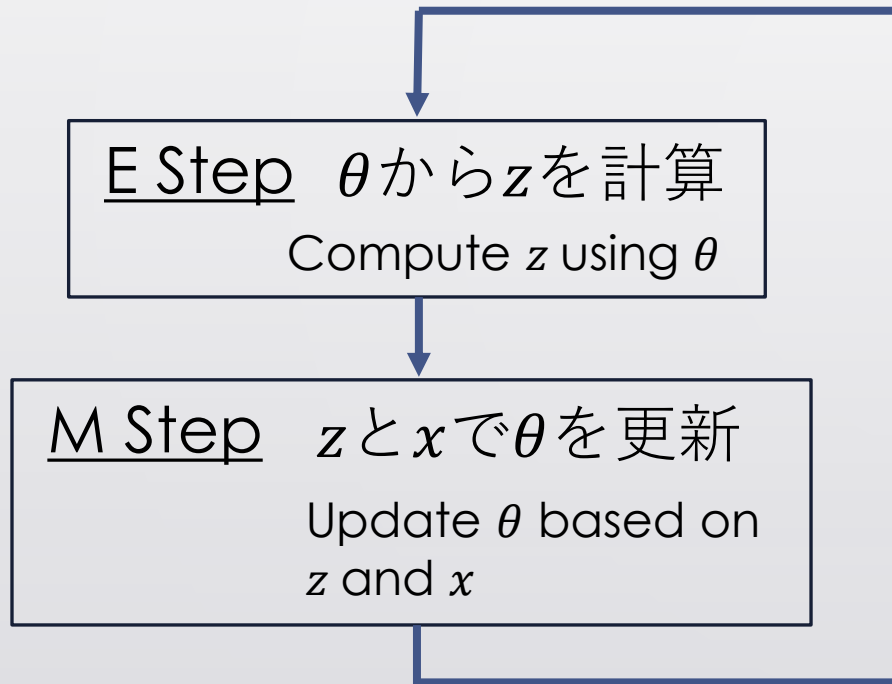 E Step θからzを計算
Compute z using θ
M Step zとxでθを更新
Update θ based on
z and x